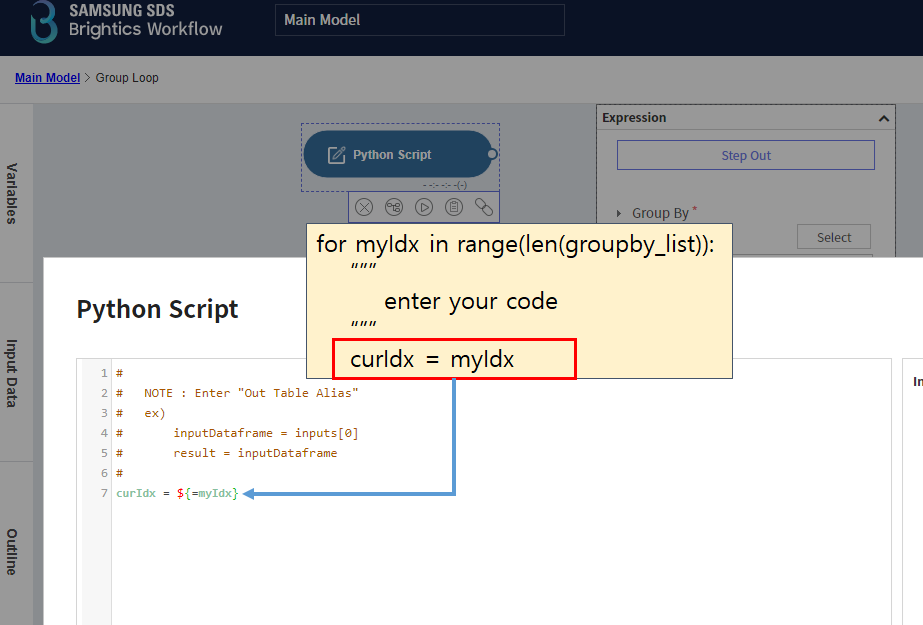 SAMSUNG SDS
Brightics Workflow
Main Model
Main Model > Group Loop
Variables
Input Data
Outline
Python Script
--:--:--(-)
Expression
Step Out
Group By *
Select
for myIdx in range(len(groupby_list)):
"""
enter your code
"""
curIdx = myIdx
Python Script
1 #
2 # NOTE : Enter "Out Table Alias"
3 # ex)
4 # inputDataframe = inputs[0]
5 # result = inputDataframe
6 #
7 curIdx = ${=myIdx}